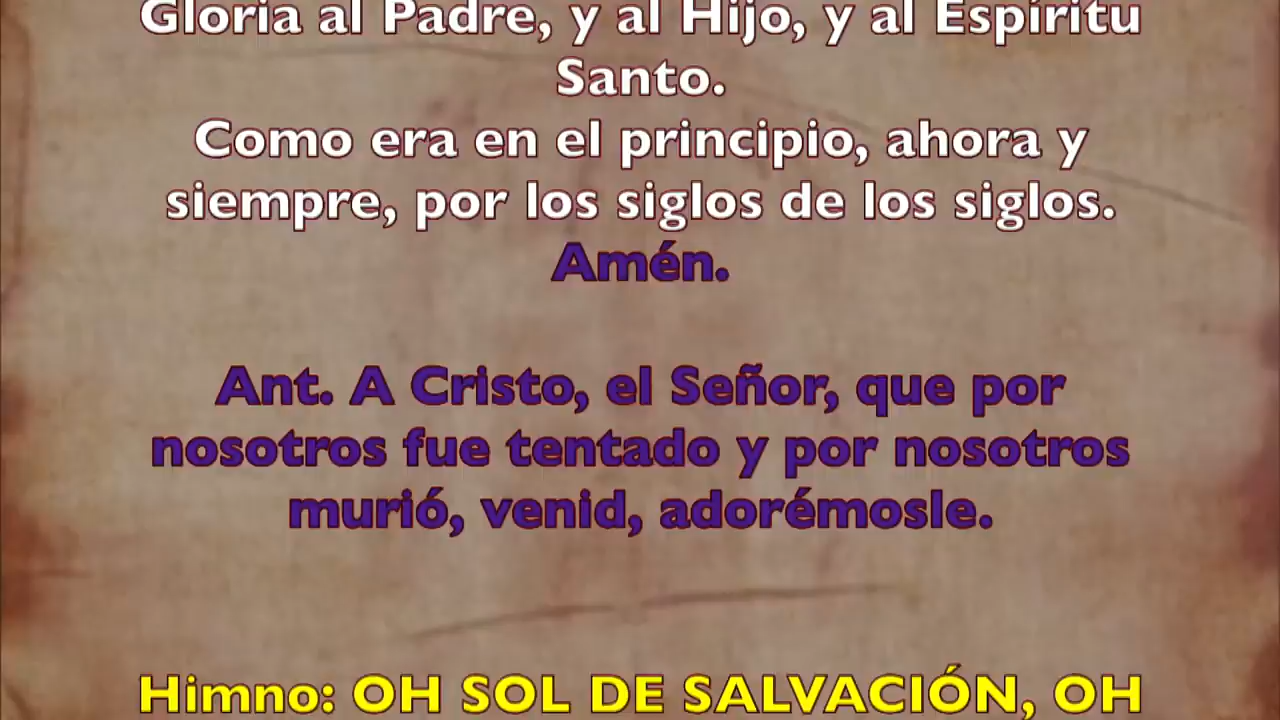 Gloria al Padre, y al Hijo, y al Espíritu
Santo.
Como era en el principio, ahora y
siempre, por los siglos de los siglos.
Amén.
Ant. A Cristo, el Señor, que por
nosotros fue tentado y por nosotros
murió, venid, adorémosle.
Himno: OH SOL DE SALVACIÓN, OH